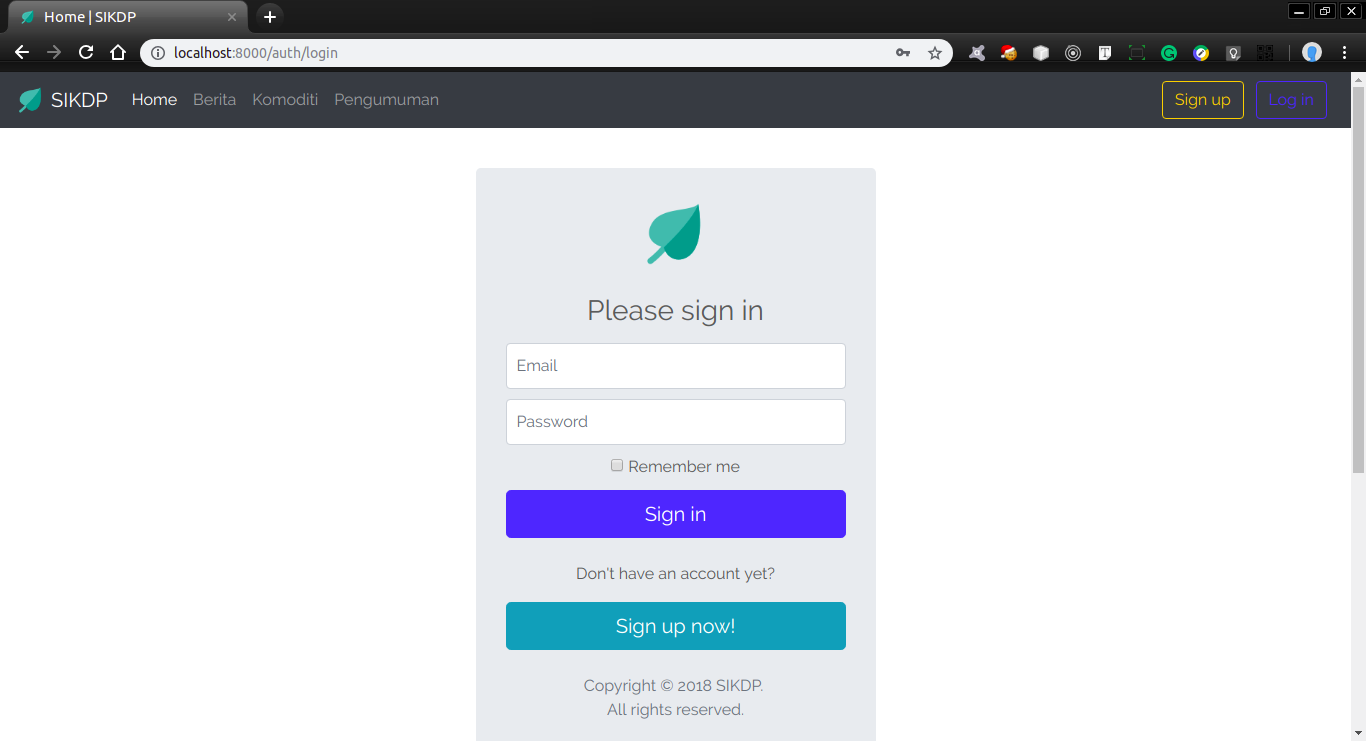 Home | SIKDP
localhost:8000/auth/login
SIKDP Home Berita Komoditi Pengumuman Sign up Log in
Please sign in
Email
Password
Remember me
Sign in
Don't have an account yet?
Sign up now!
Copyright © 2018 SIKDP.
All rights reserved.